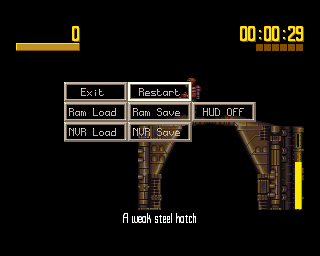 0 00:00:29
Exit Restart
Ram Load Ram Save HUD Off
NVR Load NVR Save
A weak steel hatch